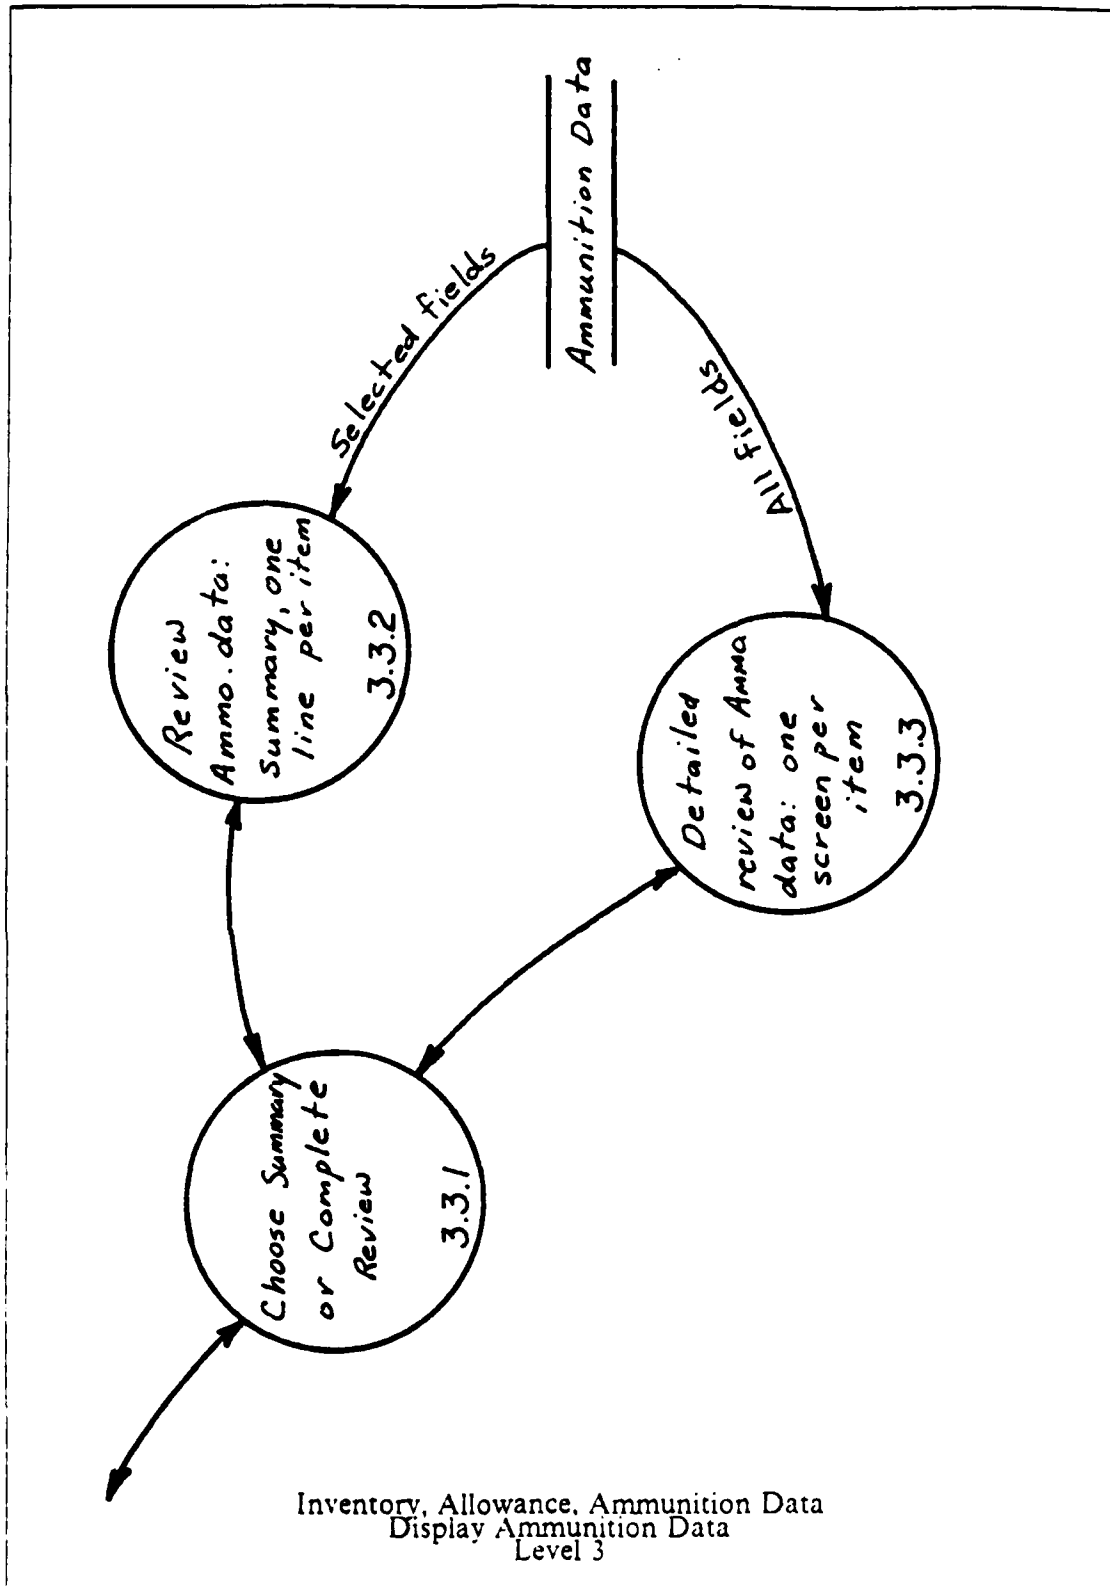 Ammunition Data
Selected fields
All fields
Review
Ammo. data:
Summary, one
line per item
3.3.2
Detailed
review of Ammo
data: one
screen per
item
3.3.3
Choose Summary
or Complete
Review
3.3.1
Inventory, Allowance, Ammunition Data
Display Ammunition Data
Level 3